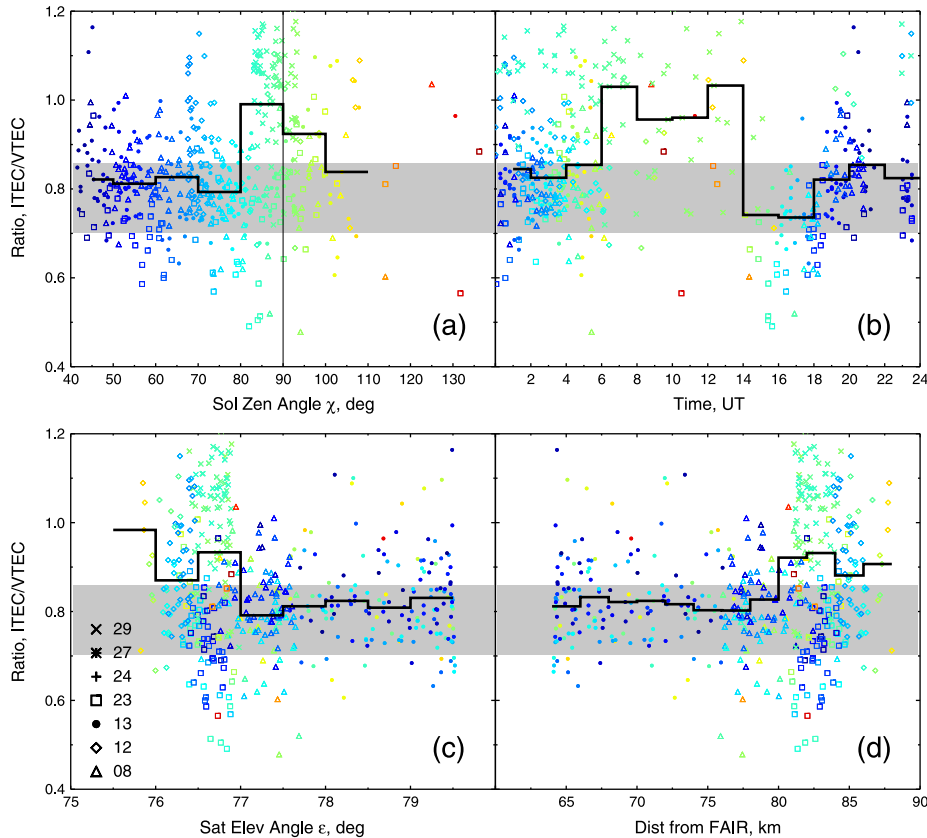 1.2
1.0
0.8
0.6
0.4
Ratio, ITEC/VTEC
(a)
(b)
40 50 60 70 80 90 100 110 120 130
2 4 6 8 10 12 14 16 18 20 22 24
Sol Zen Angle χ, deg
Time, UT
1.2
1.0
0.8
0.6
0.4
Ratio, ITEC/VTEC
29
27
24
23
13
12
08
(c)
(d)
75 76 77 78 79
65 70 75 80 85 90
Sat Elev Angle ε, deg
Dist from FAIR, km